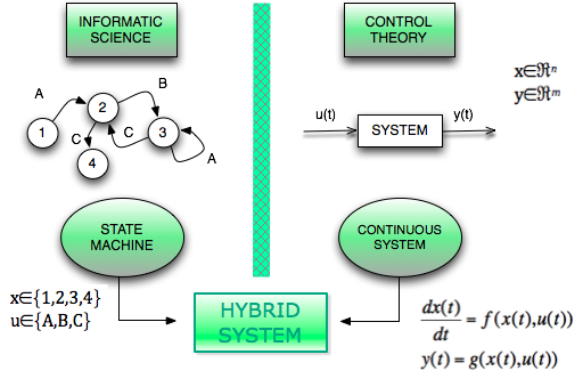 INFORMATIC
SCIENCE
A
B
1
2
3
C
C
4
A
STATE
MACHINE
x∈{1,2,3,4}
u∈{A,B,C}
CONTROL
THEORY
x∈ℜⁿ
y∈ℜᵐ
u(t)
SYSTEM
y(t)
CONTINUOUS
SYSTEM
HYBRID
SYSTEM
dx(t)/dt = f(x(t),u(t))
y(t) = g(x(t),u(t))